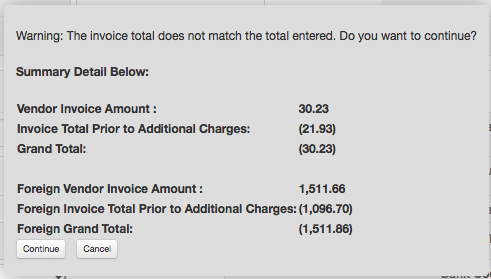 Warning: The invoice total does not match the total entered. Do you want to continue?
Summary Detail Below:
Vendor Invoice Amount : 30.23
Invoice Total Prior to Additional Charges: (21.93)
Grand Total: (30.23)
Foreign Vendor Invoice Amount : 1,511.66
Foreign Invoice Total Prior to Additional Charges: (1,096.70)
Foreign Grand Total: (1,511.86)
Continue Cancel